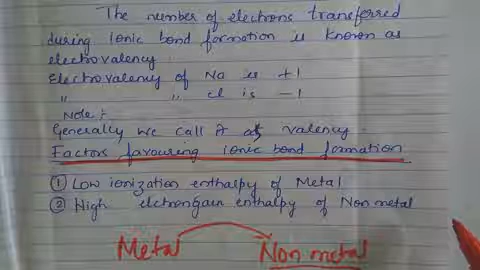 The number of electrons transferred
during Ionic bond formation is known as
electrovalency.
Electrovalency of Na is +1
" " cl is -1
Note :-
Generally we call it as valency.
Factors favouring ionic bond formation
① Low ionization enthalpy of Metal
② High elctrongain enthalpy of Non metal
Metal Non metal